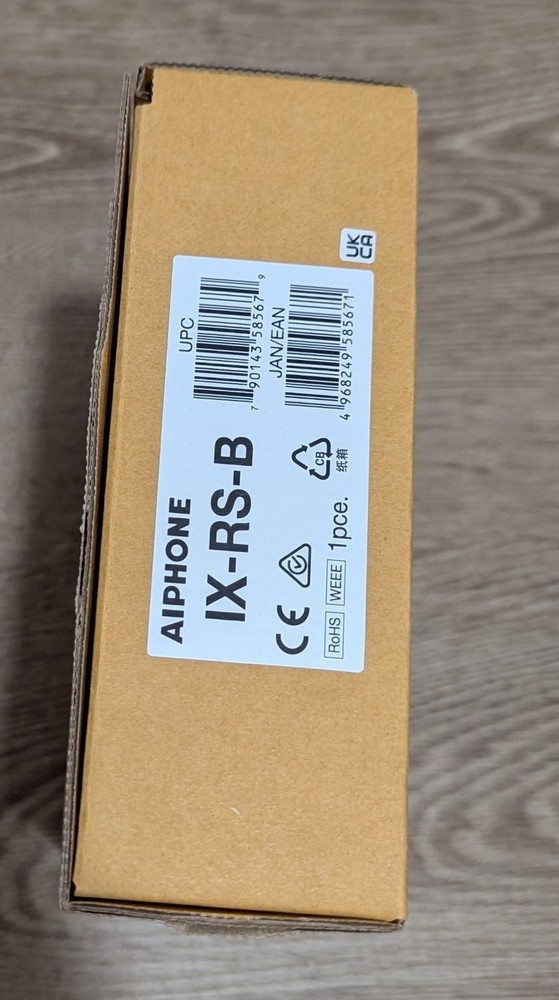 AIPHONE
IX-RS-B
UPC
7 90143 58567 9
JAN/EAN
4 968249 585671
CE
CB
纸箱
RoHS
WEEE
1pce.
UK
CA